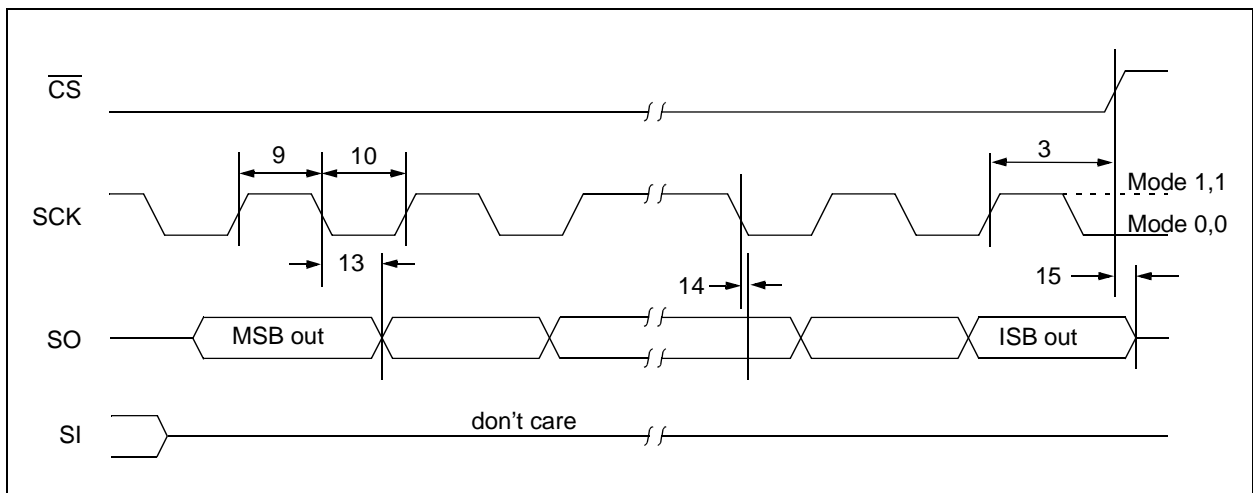 CS
9
10
3
SCK
Mode 1,1
Mode 0,0
13
14
15
SO
MSB out
ISB out
SI
don't care